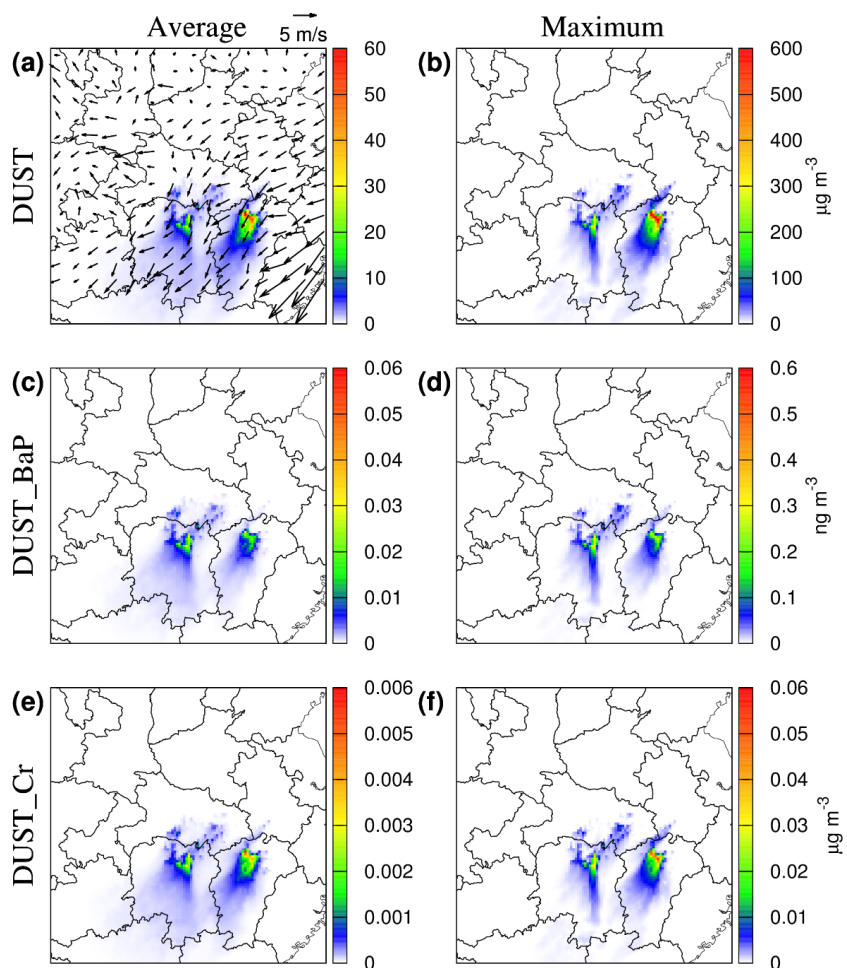 Average
Maximum
5 m/s
(a)
60
50
40
30
20
10
0
(b)
600
500
400
300
200
100
0
DUST
µg m⁻³
(c)
0.06
0.05
0.04
0.03
0.02
0.01
0
(d)
0.6
0.5
0.4
0.3
0.2
0.1
0
DUST_BaP
ng m⁻³
(e)
0.006
0.005
0.004
0.003
0.002
0.001
0
(f)
0.06
0.05
0.04
0.03
0.02
0.01
0
DUST_Cr
µg m⁻³